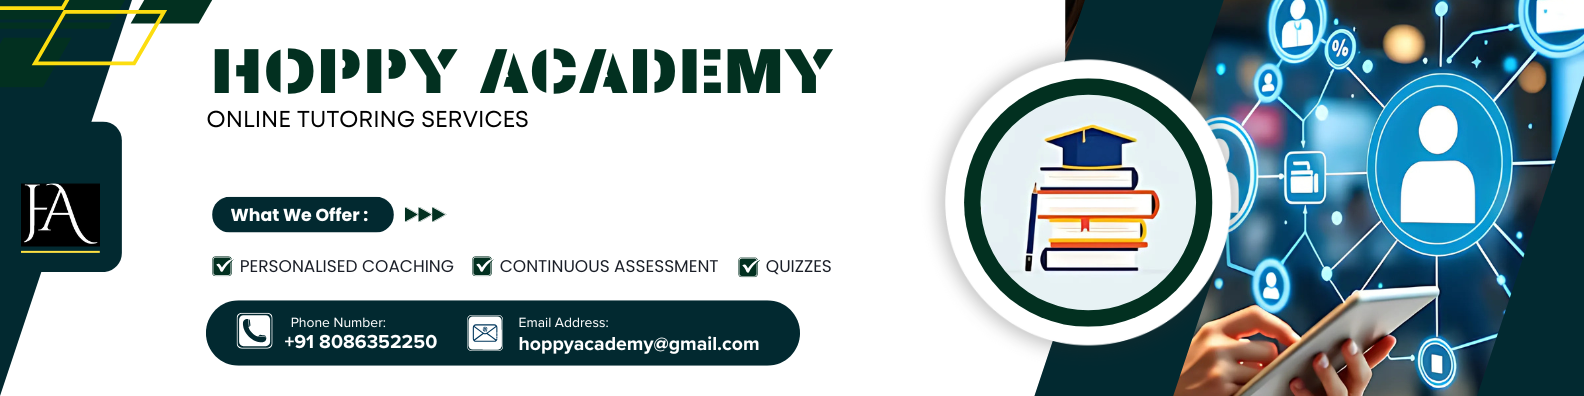 HOPPY ACADEMY
ONLINE TUTORING SERVICES
JA
What We Offer :
PERSONALISED COACHING CONTINUOUS ASSESSMENT QUIZZES
Phone Number: Email Address:
+91 8086352250 hoppyacademy@gmail.com
%